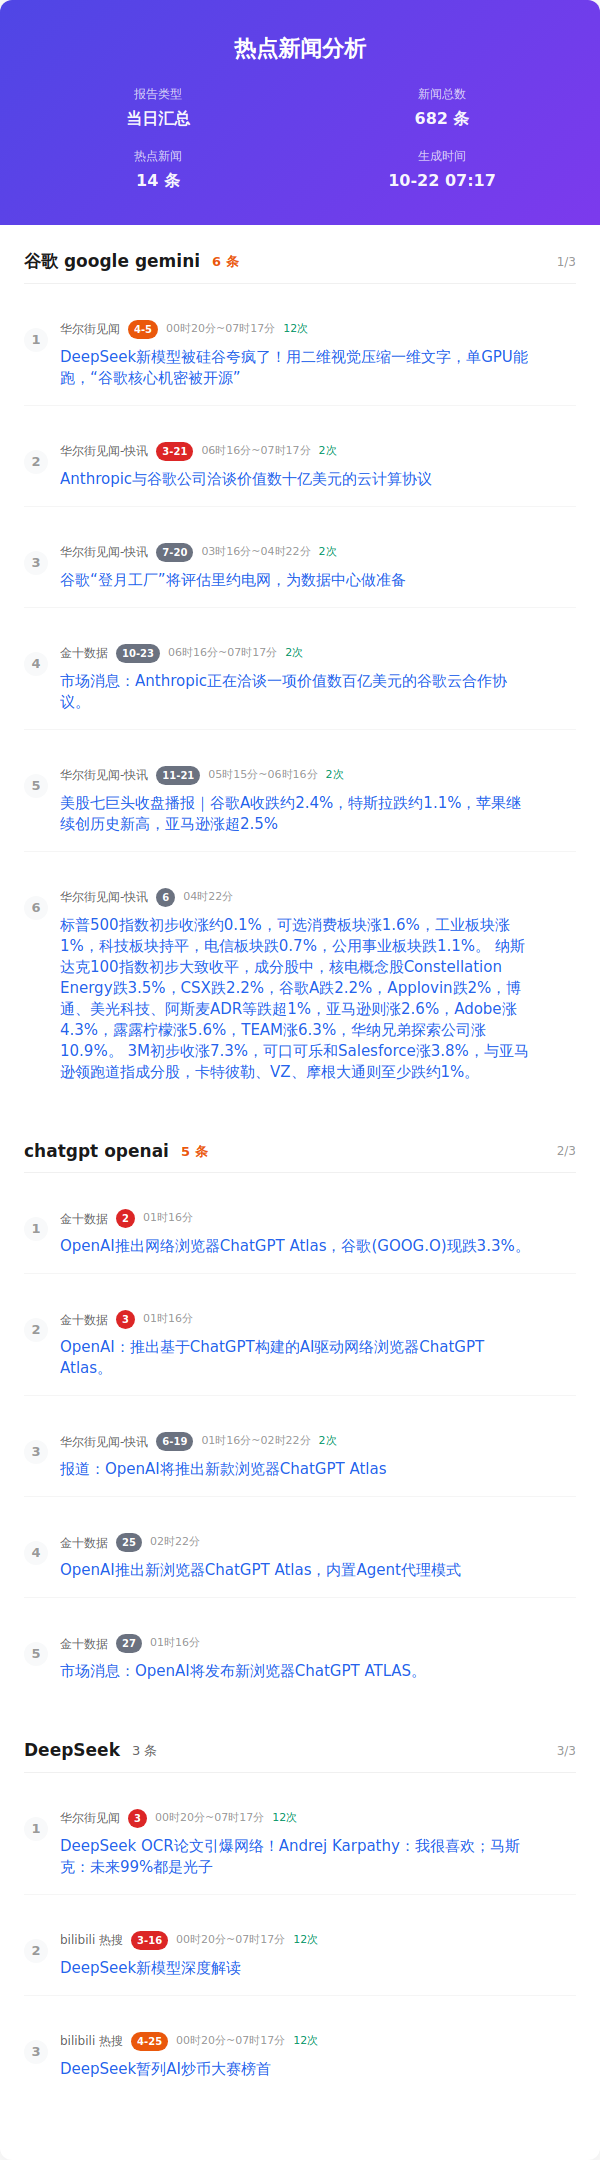 热点新闻分析
报告类型
新闻总数
当日汇总
682 条
热点新闻
生成时间
14 条
10-22 07:17
谷歌 google gemini 6 条 1/3
1 华尔街见闻 4-5 00时20分~07时17分 12次
DeepSeek新模型被硅谷夸疯了！用二维视觉压缩一维文字，单GPU能
跑，“谷歌核心机密被开源”
2 华尔街见闻-快讯 3-21 06时16分~07时17分 2次
Anthropic与谷歌公司洽谈价值数十亿美元的云计算协议
3 华尔街见闻-快讯 7-20 03时16分~04时22分 2次
谷歌“登月工厂”将评估里约电网，为数据中心做准备
4 金十数据 10-23 06时16分~07时17分 2次
市场消息：Anthropic正在洽谈一项价值数百亿美元的谷歌云合作协
议。
5 华尔街见闻-快讯 11-21 05时15分~06时16分 2次
美股七巨头收盘播报｜谷歌A收跌约2.4%，特斯拉跌约1.1%，苹果继
续创历史新高，亚马逊涨超2.5%
6 华尔街见闻-快讯 6 04时22分
标普500指数初步收涨约0.1%，可选消费板块涨1.6%，工业板块涨
1%，科技板块持平，电信板块跌0.7%，公用事业板块跌1.1%。 纳斯
达克100指数初步大致收平，成分股中，核电概念股Constellation
Energy跌3.5%，CSX跌2.2%，谷歌A跌2.2%，Applovin跌2%，博
通、美光科技、阿斯麦ADR等跌超1%，亚马逊则涨2.6%，Adobe涨
4.3%，露露柠檬涨5.6%，TEAM涨6.3%，华纳兄弟探索公司涨
10.9%。 3M初步收涨7.3%，可口可乐和Salesforce涨3.8%，与亚马
逊领跑道指成分股，卡特彼勒、VZ、摩根大通则至少跌约1%。
chatgpt openai 5 条 2/3
1 金十数据 2 01时16分
OpenAI推出网络浏览器ChatGPT Atlas，谷歌(GOOG.O)现跌3.3%。
2 金十数据 3 01时16分
OpenAI：推出基于ChatGPT构建的AI驱动网络浏览器ChatGPT
Atlas。
3 华尔街见闻-快讯 6-19 01时16分~02时22分 2次
报道：OpenAI将推出新款浏览器ChatGPT Atlas
4 金十数据 25 02时22分
OpenAI推出新浏览器ChatGPT Atlas，内置Agent代理模式
5 金十数据 27 01时16分
市场消息：OpenAI将发布新浏览器ChatGPT ATLAS。
DeepSeek 3 条 3/3
1 华尔街见闻 3 00时20分~07时17分 12次
DeepSeek OCR论文引爆网络！Andrej Karpathy：我很喜欢；马斯
克：未来99%都是光子
2 bilibili 热搜 3-16 00时20分~07时17分 12次
DeepSeek新模型深度解读
3 bilibili 热搜 4-25 00时20分~07时17分 12次
DeepSeek暂列AI炒币大赛榜首